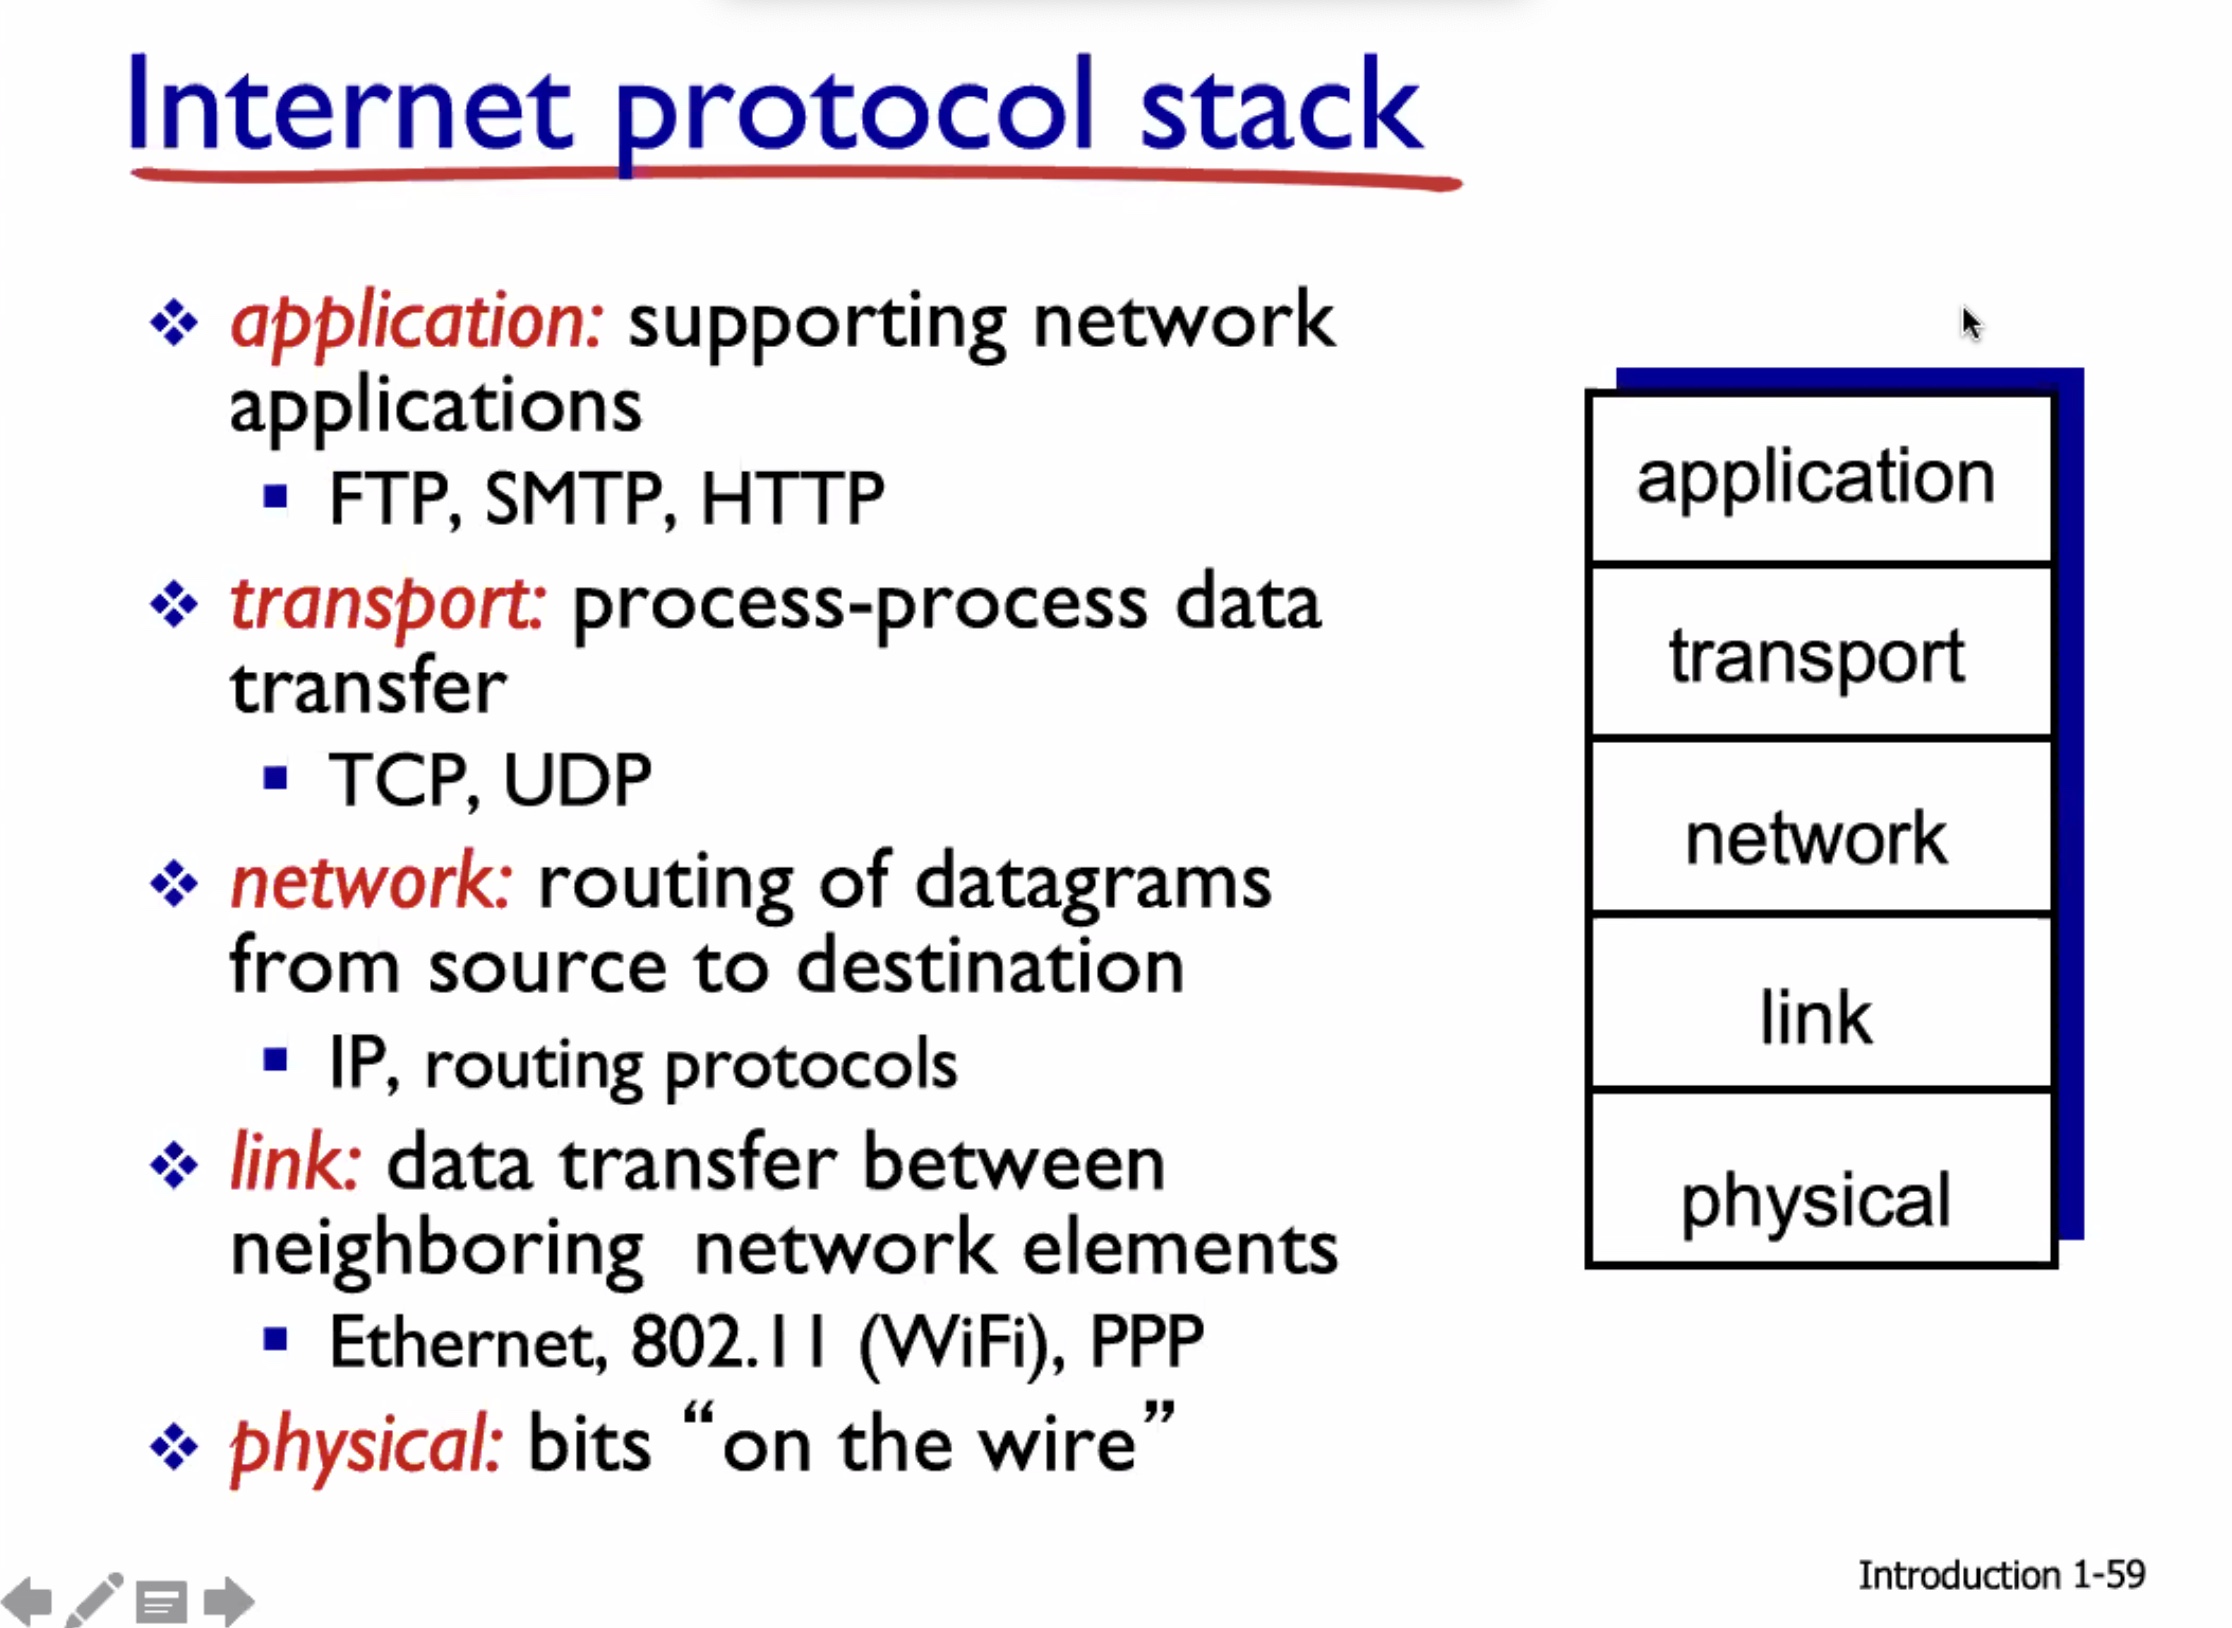 Internet protocol stack
application: supporting network
applications
FTP, SMTP, HTTP
transport: process-process data
transfer
TCP, UDP
network: routing of datagrams
from source to destination
IP, routing protocols
link: data transfer between
neighboring  network elements
Ethernet, 802.11 (WiFi), PPP
physical: bits “on the wire”
application
transport
network
link
physical
Introduction 1-59